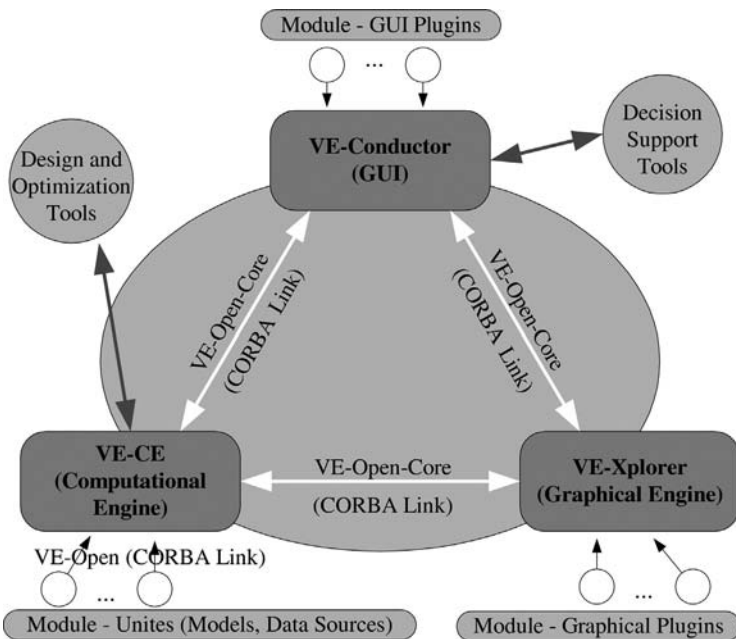 Module - GUI Plugins
...
VE-Conductor
(GUI)
Decision
Support
Tools
Design and
Optimization
Tools
VE-Open-Core
(CORBA Link)
VE-Open-Core
(CORBA Link)
VE-CE
(Computational
Engine)
VE-Open-Core
(CORBA Link)
VE-Xplorer
(Graphical Engine)
VE-Open (CORBA Link)
...
...
Module - Unites (Models, Data Sources)
Module - Graphical Plugins